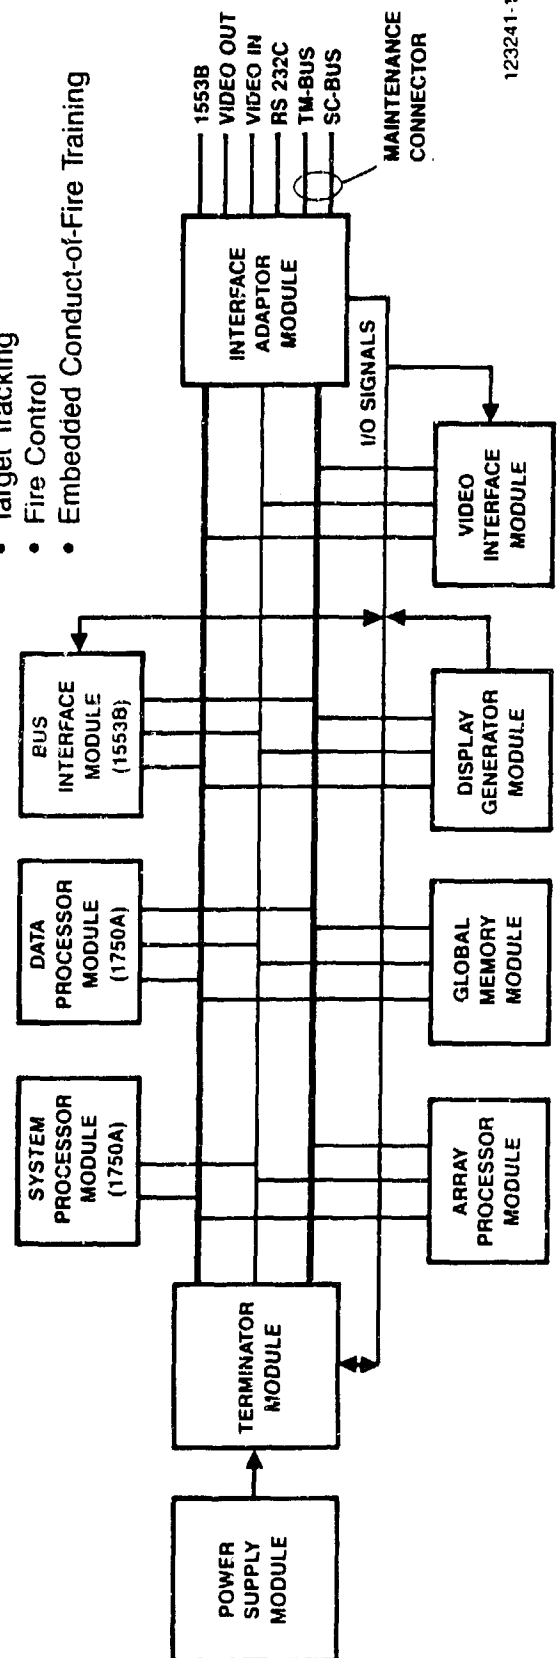 Target Tracking
• Fire Control
• Embedded Conduct-of-Fire Training
1553B
VIDEO OUT
VIDEO IN
RS 232C
TM-BUS
SC-BUS
MAINTENANCE
CONNECTOR
INTERFACE
ADAPTOR
MODULE
I/O SIGNALS
BUS
INTERFACE
MODULE
(1553B)
DATA
PROCESSOR
MODULE
(1750A)
SYSTEM
PROCESSOR
MODULE
(1750A)
VIDEO
INTERFACE
MODULE
DISPLAY
GENERATOR
MODULE
GLOBAL
MEMORY
MODULE
ARRAY
PROCESSOR
MODULE
TERMINATOR
MODULE
POWER
SUPPLY
MODULE